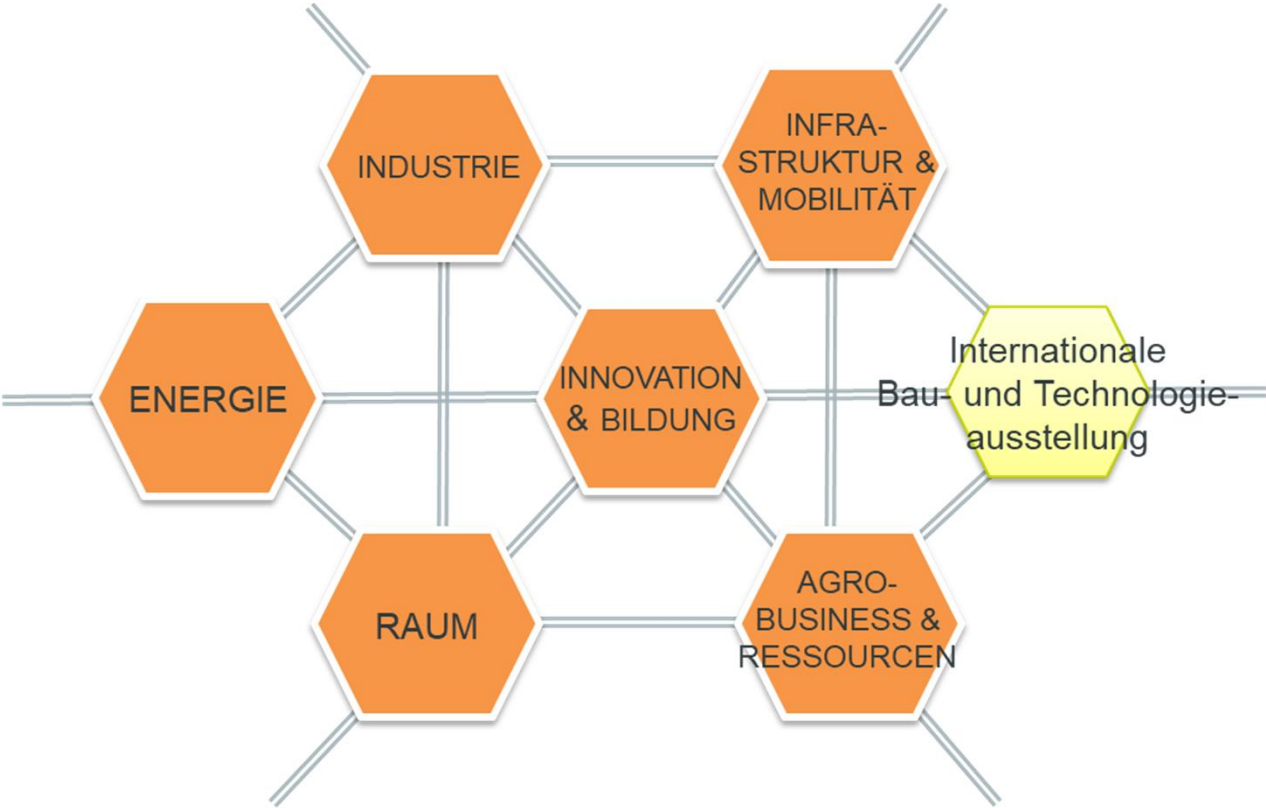 INDUSTRIE
INFRA-
STRUKTUR &
MOBILITÄT
ENERGIE
INNOVATION
& BILDUNG
Internationale
Bau- und Technologie-
ausstellung
RAUM
AGRO-
BUSINESS &
RESSOURCEN